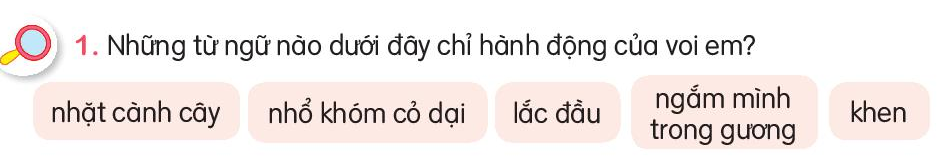 1. Những từ ngữ nào dưới đây chỉ hành động của voi em?
nhặt cành cây
nhổ khóm cỏ dại
lắc đầu
ngắm mình
trong gương
khen